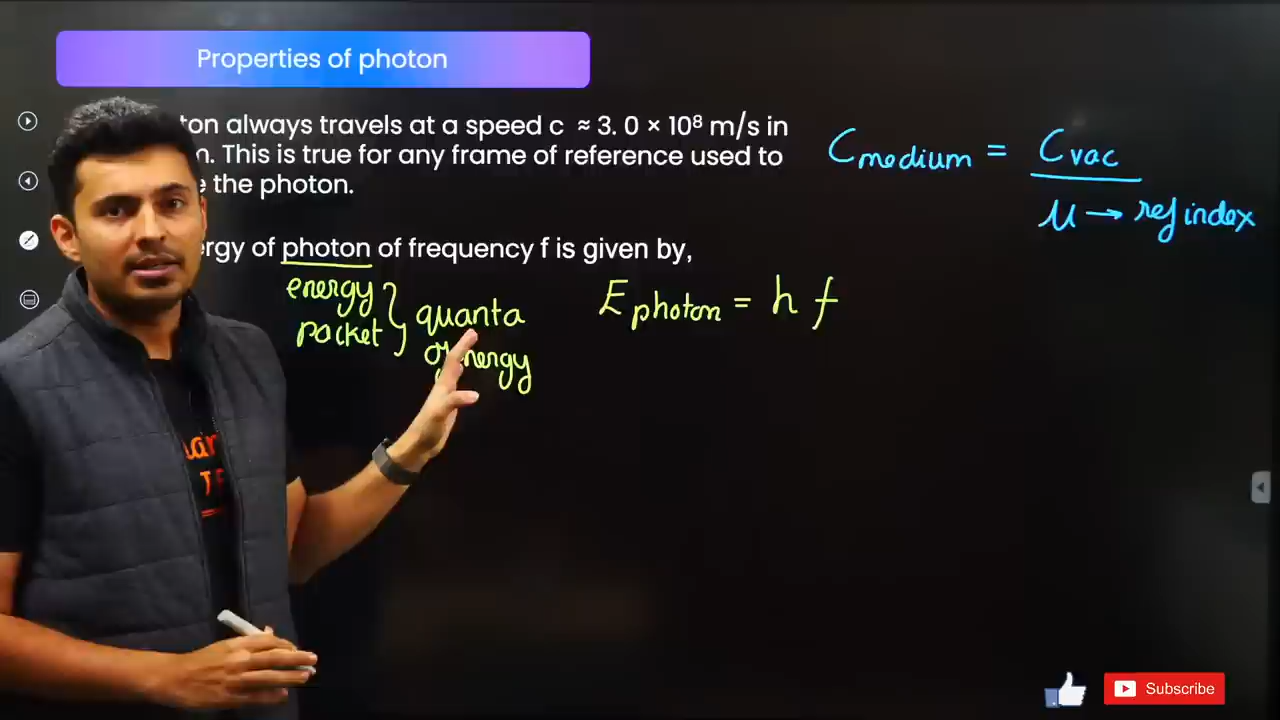 Properties of photon
ton always travels at a speed c ≈ 3. 0 × 10⁸ m/s in
m. This is true for any frame of reference used to
e the photon.
C medium = C vac
μ → ref index
ergy of photon of frequency f is given by,
energy
packet } quanta
of energy
E photon = h f
Subscribe